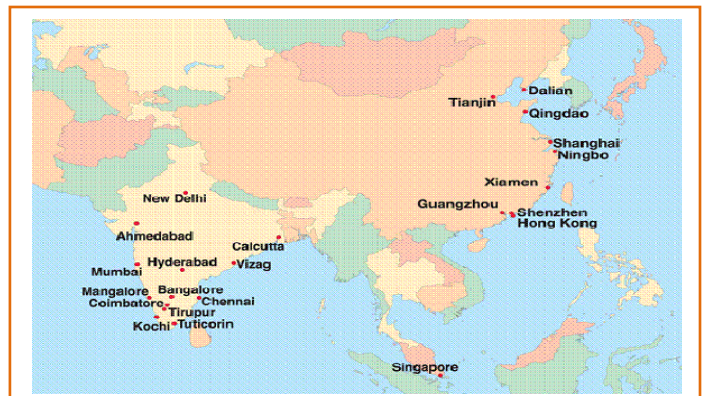 Dalian
Tianjin
Qingdao
Shanghai
Ningbo
Xiamen
New Delhi
Guangzhou
Shenzhen
Hong Kong
Ahmedabad
Calcutta
Hyderabad
Vizag
Mumbai
Mangalore
Bangalore
Coimbatore
Chennai
Tirupur
Kochi
Tuticorin
Singapore